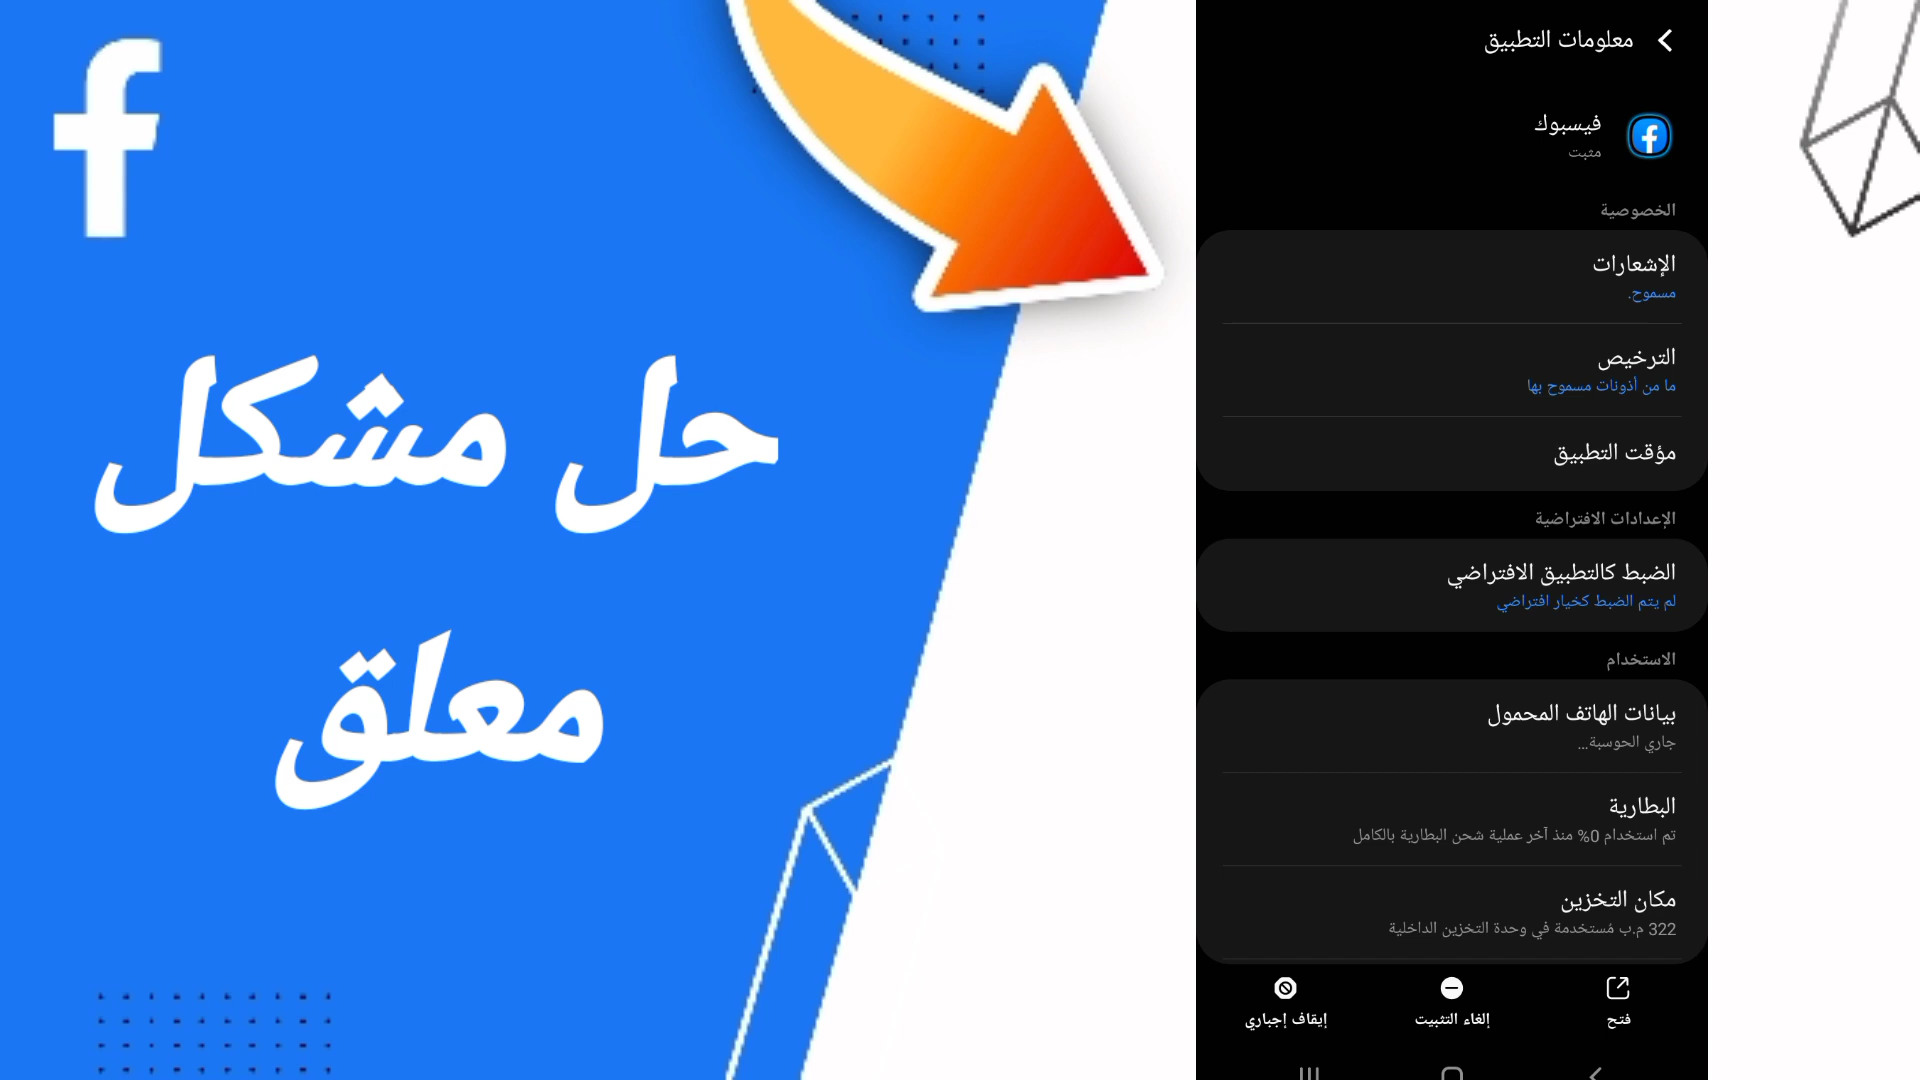 حل مشكل
معلق
معلومات التطبيق
فيسبوك
مثبت
الخصوصية
الإشعارات
مسموح.
الترخيص
ما من أذونات مسموح بها
مؤقت التطبيق
الإعدادات الافتراضية
الضبط كالتطبيق الافتراضي
لم يتم الضبط كخيار افتراضي
الاستخدام
بيانات الهاتف المحمول
جاري الحوسبة...
البطارية
تم استخدام 0% منذ آخر عملية شحن البطارية بالكامل
مكان التخزين
322 م.ب مُستخدمة في وحدة التخزين الداخلية
فتح
إلغاء التثبيت
إيقاف إجباري